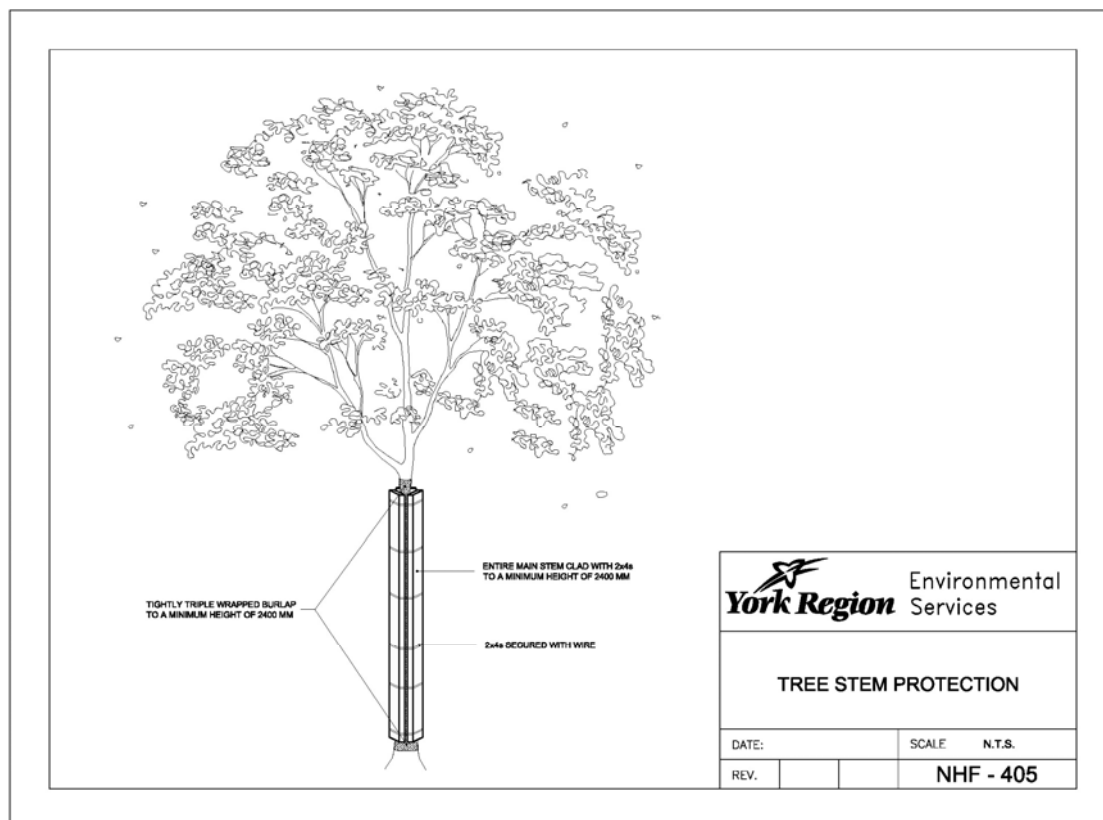 ENTIRE MAIN STEM CLAD WITH 2x4s
TO A MINIMUM HEIGHT OF 2400 MM
TIGHTLY TRIPLE WRAPPED BURLAP
TO A MINIMUM HEIGHT OF 2400 MM
2x4s SECURED WITH WIRE
York Region
Environmental
Services
TREE STEM PROTECTION
DATE:
SCALE N.T.S.
REV.
NHF - 405